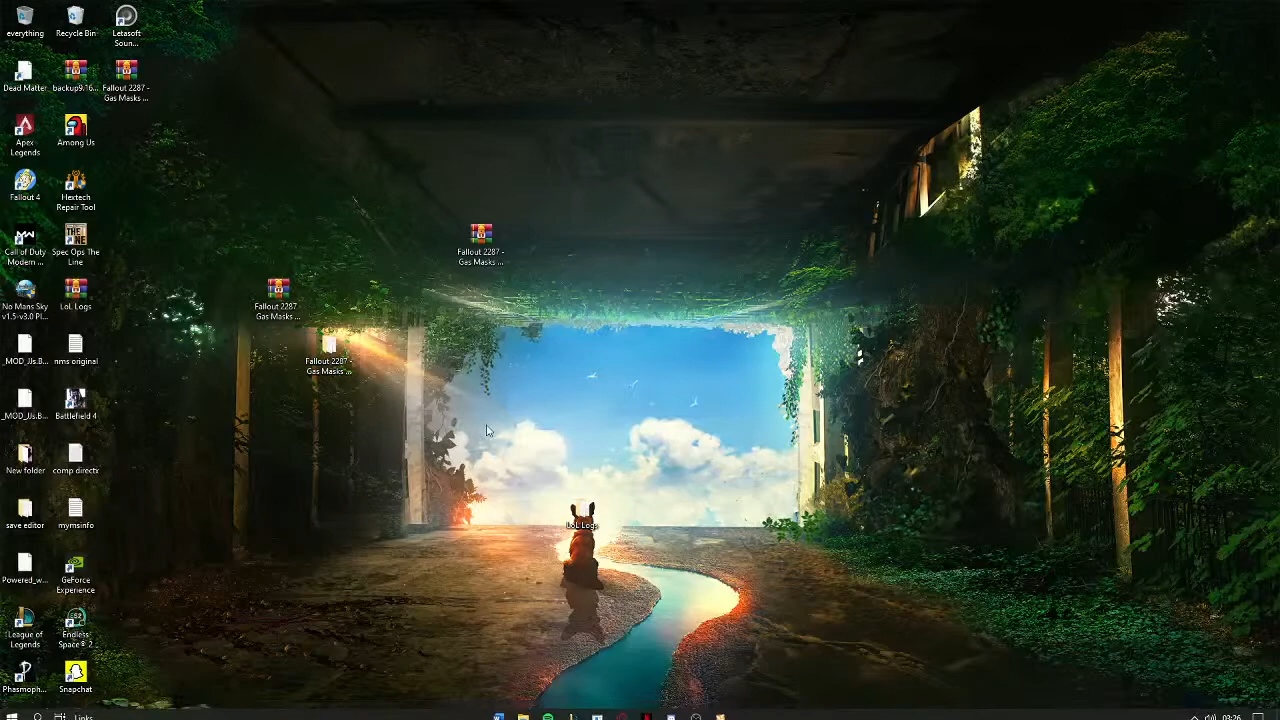 everything
Recycle Bin
Letasoft
Soun...
Dead Matter
backup9.16...
Fallout 2287 -
Gas Masks ...
Apex
Legends
Among Us
Fallout 4
Hextech
Repair Tool
Call of Duty
Modern ...
Spec Ops The
Line
Fallout 2287 -
Gas Masks ...
No Mans Sky
v1.5-v3.0 Pl...
LoL Logs
Fallout 2287
Gas Masks ...
_MOD_JJs.B...
nms original
Fallout 2287 -
Gas Masks ...
_MOD_JJs.B...
Battlefield 4
New folder
comp directx
save editor
mymsinfo
LoL Logs
Powered_w...
GeForce
Experience
League of
Legends
Endless
Space® 2
Phasmoph...
Snapchat
Links
03:26